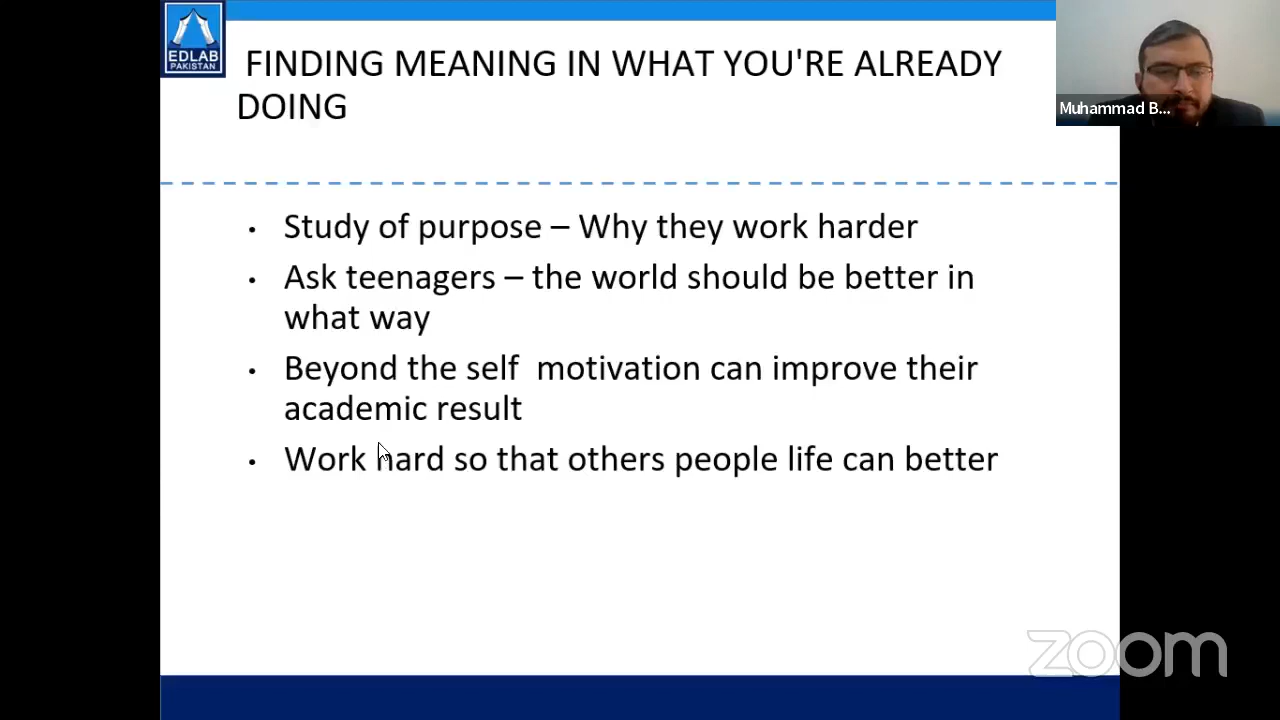 EDLAB
PAKISTAN
FINDING MEANING IN WHAT YOU'RE ALREADY
DOING
Muhammad B...
• Study of purpose – Why they work harder
• Ask teenagers – the world should be better in
what way
• Beyond the self  motivation can improve their
academic result
• Work hard so that others people life can better
zoom